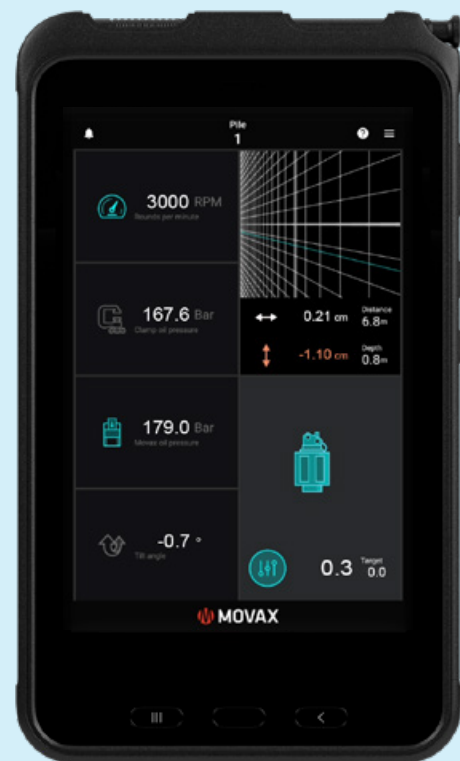 Pile
1
3000 RPM
Rounds per minute
167.6 Bar
Clamp oil pressure
179.0 Bar
Movax oil pressure
-0.7 °
Tilt angle
0.21 cm
Distance
6.8m
-1.10 cm
Depth
0.8m
0.3
Target
0.0
MOVAX